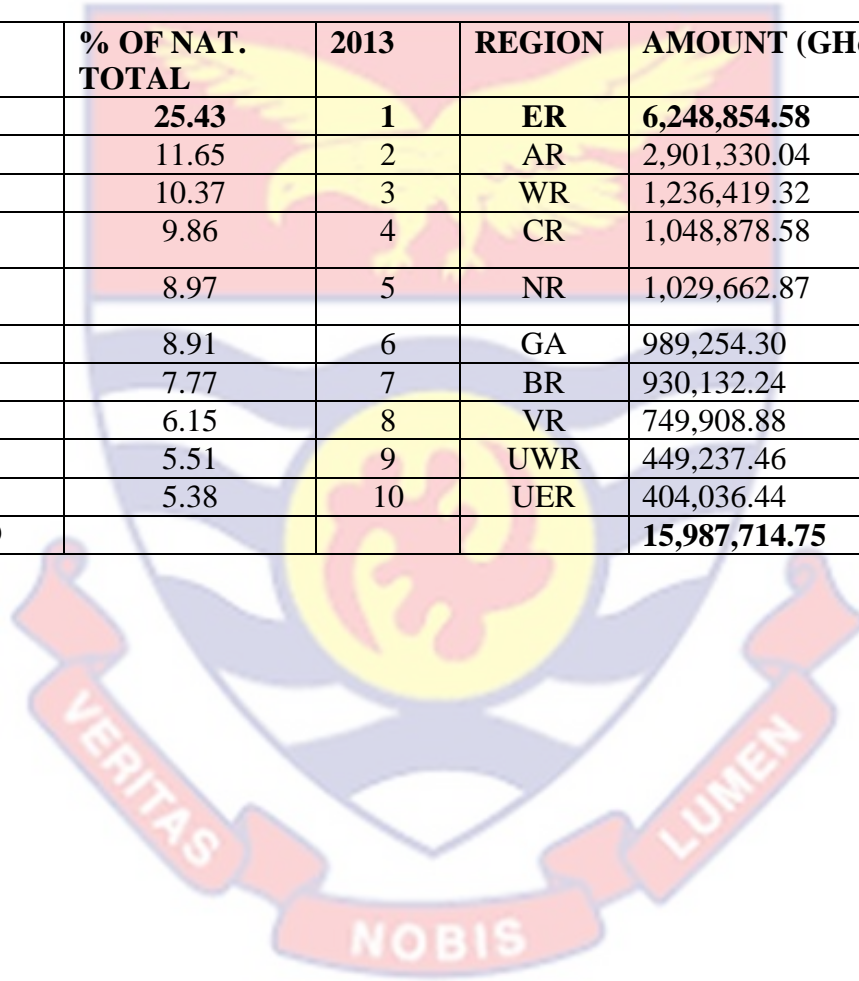 % OF NAT. TOTAL 2013 REGION AMOUNT (GH
25.43 1 ER 6,248,854.58
11.65 2 AR 2,901,330.04
10.37 3 WR 1,236,419.32
9.86 4 CR 1,048,878.58
8.97 5 NR 1,029,662.87
8.91 6 GA 989,254.30
7.77 7 BR 930,132.24
6.15 8 VR 749,908.88
5.51 9 UWR 449,237.46
5.38 10 UER 404,036.44
15,987,714.75
VERITAS NOBIS LUMEN